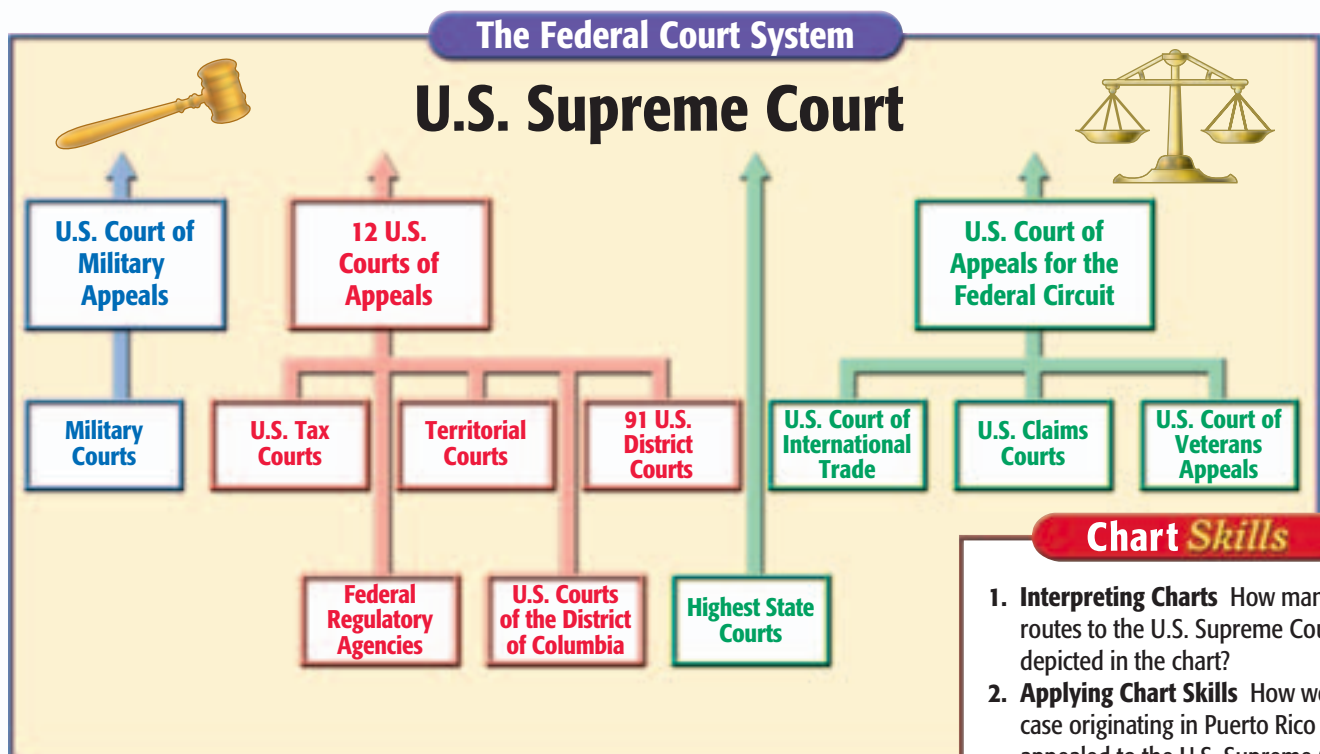 The Federal Court System
U.S. Supreme Court
U.S. Court of
Military
Appeals
12 U.S.
Courts of
Appeals
U.S. Court of
Appeals for the
Federal Circuit
Military
Courts
U.S. Tax
Courts
Territorial
Courts
91 U.S.
District
Courts
U.S. Court of
International
Trade
U.S. Claims
Courts
U.S. Court of
Veterans
Appeals
Federal
Regulatory
Agencies
U.S. Courts
of the District
of Columbia
Highest State
Courts
Chart Skills
1. Interpreting Charts How
routes to the U.S. Supreme
depicted in the chart?
2. Applying Chart Skills How
case originating in Puerto Rico
appealed to the U.S. Supreme